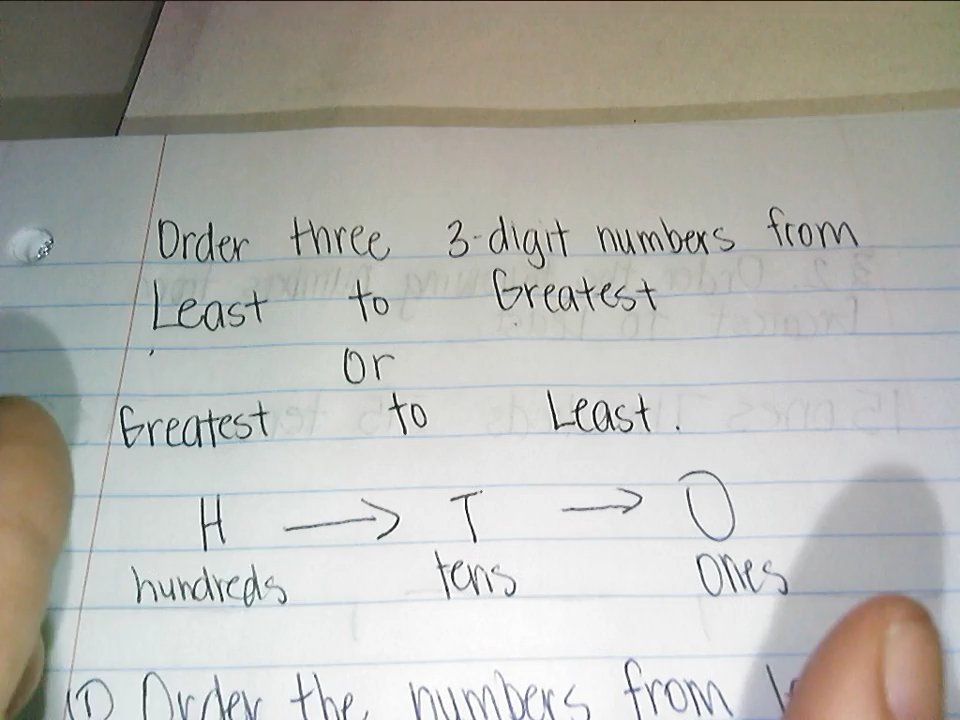 Order three 3-digit numbers from
Least to Greatest
or
Greatest to Least.
H → T → O
hundreds tens ones
1) Order the numbers from